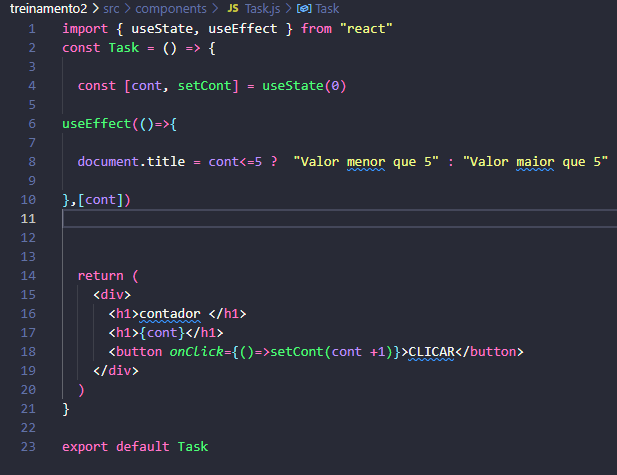 treinamento2 > src > components > JS Task.js > Task
1 import { useState, useEffect } from "react"
2 const Task = () => {
3
4 const [cont, setCont] = useState(0)
5
6 useEffect(()=>{
7
8 document.title = cont<=5 ?  "Valor menor que 5" : "Valor maior que 5"
9
10 },[cont])
11
12
13
14 return (
15 <div>
16 <h1>contador </h1>
17 <h1>{cont}</h1>
18 <button onClick={()=>setCont(cont +1)}>CLICAR</button>
19 </div>
20 )
21 }
22
23 export default Task